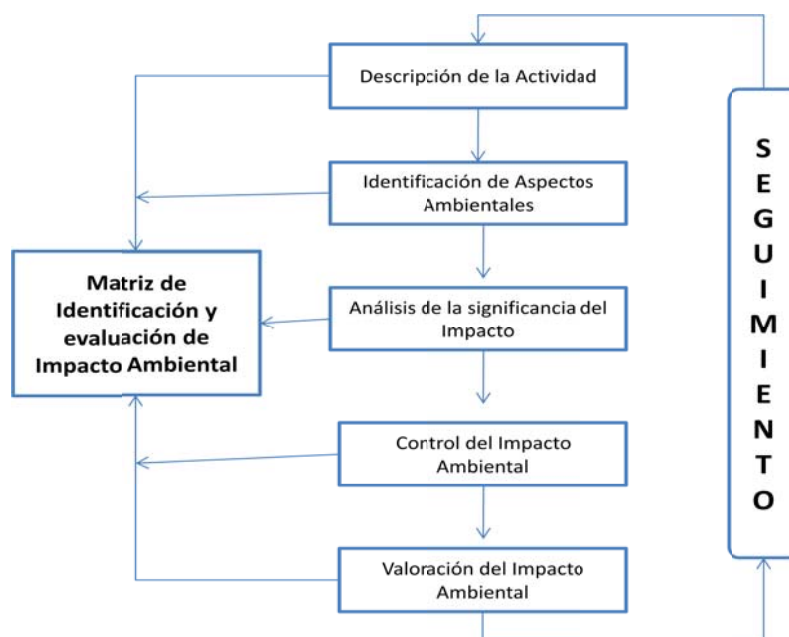 Descripción de la Actividad
Identificación de Aspectos
Ambientales
Matriz de
Identificación y
evaluación de
Impacto Ambiental
Análisis de la significancia del
Impacto
Control del Impacto
Ambiental
Valoración del Impacto
Ambiental
S
E
G
U
I
M
I
E
N
T
O